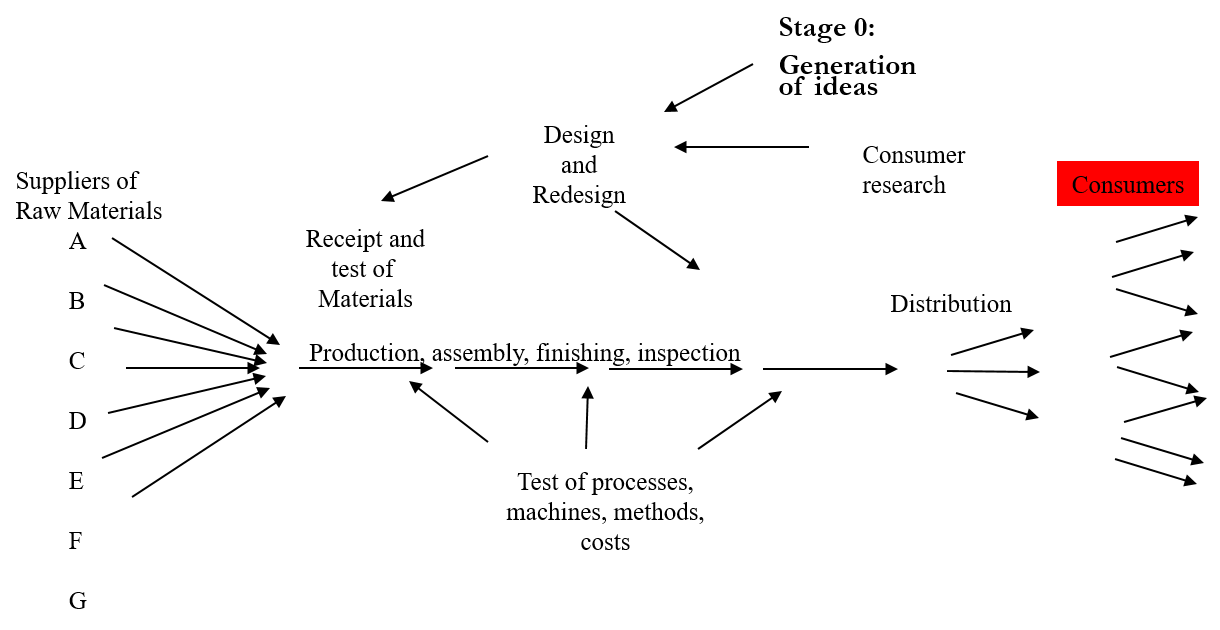 Stage 0:
Generation
of ideas
Design
and
Redesign
Consumer
research
Consumers
Suppliers of
Raw Materials
A
B
C
D
E
F
G
Receipt and
test of
Materials
Distribution
Production, assembly, finishing, inspection
Test of processes,
machines, methods,
costs